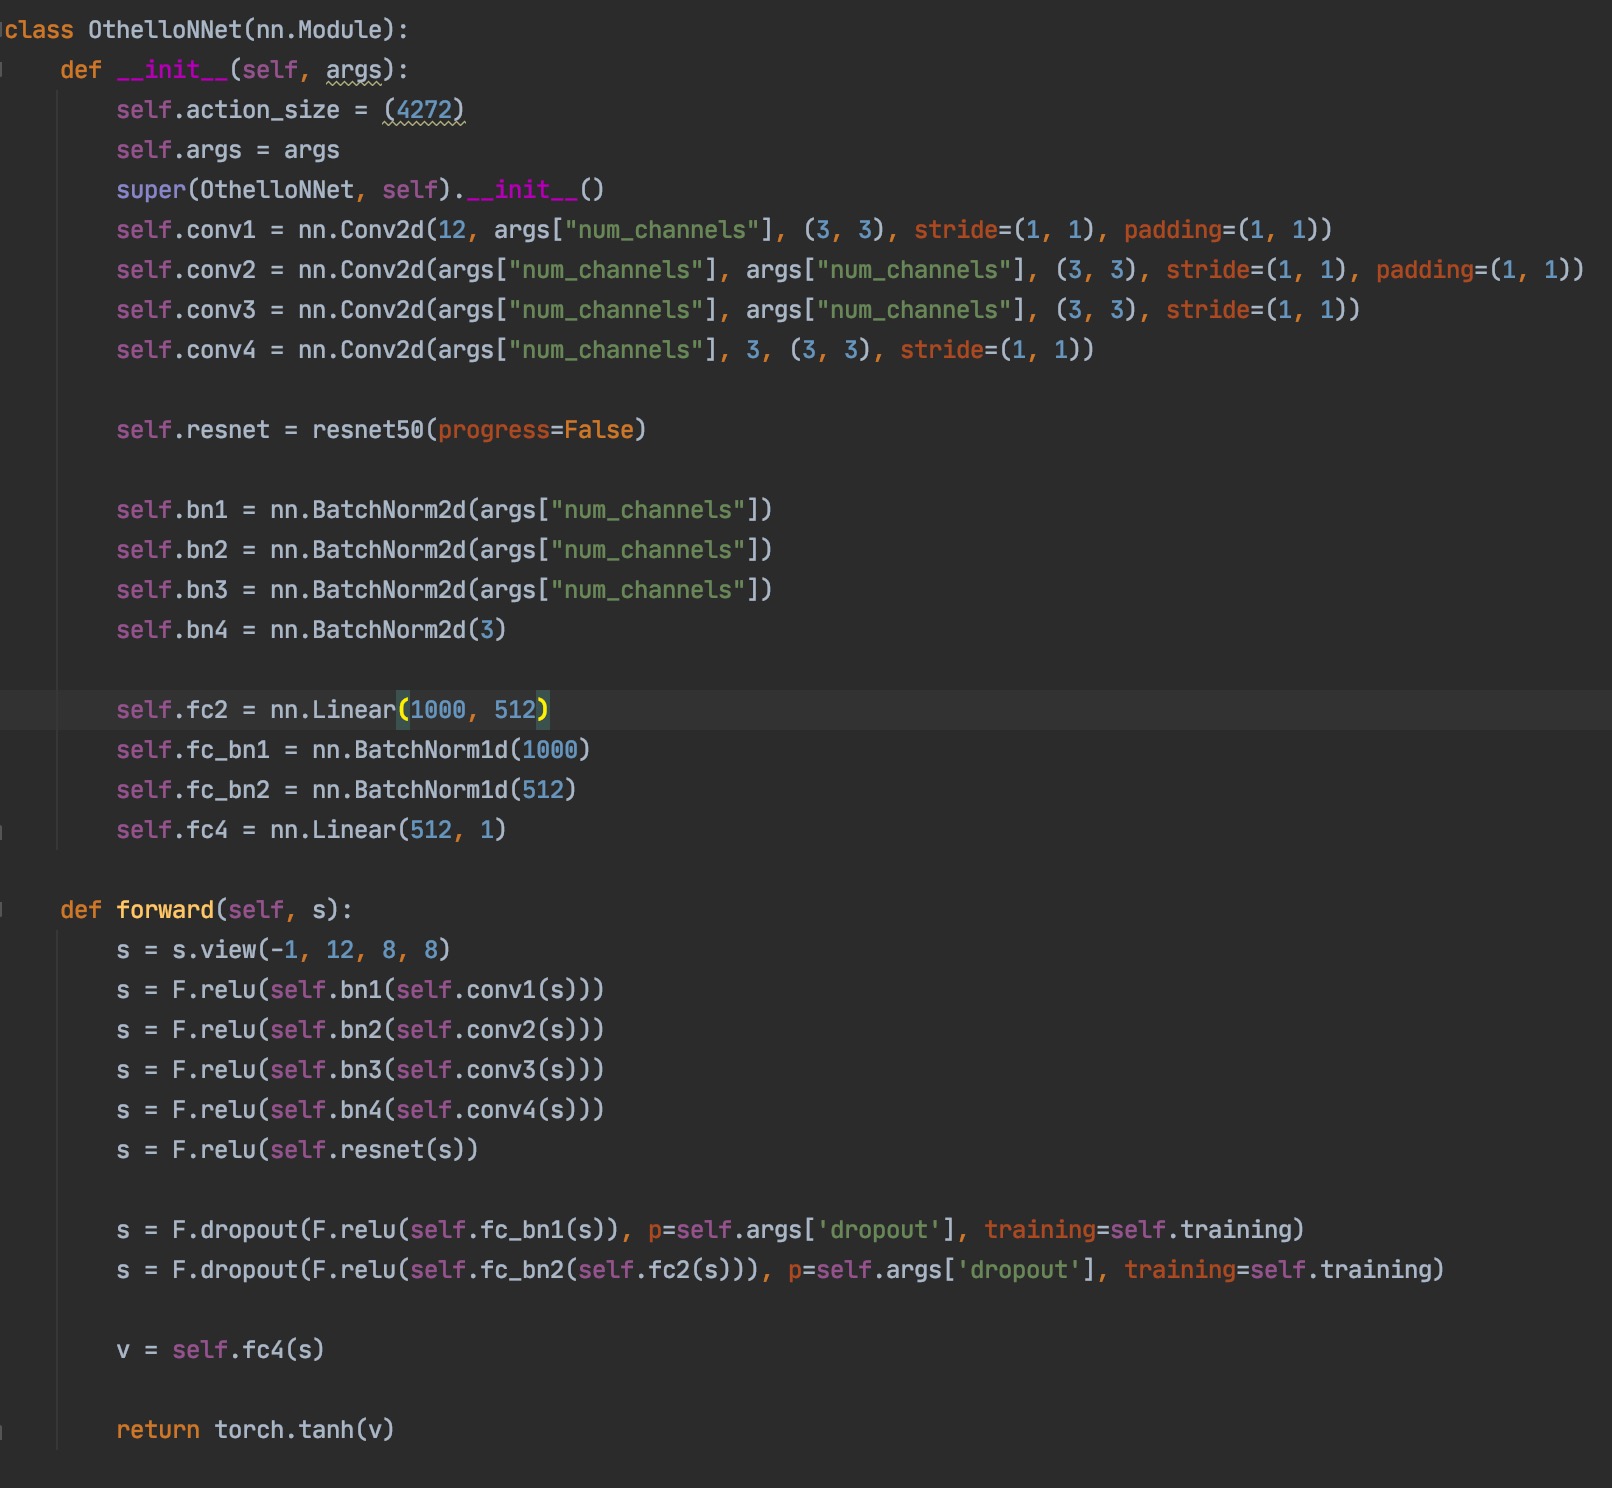 class OthelloNNet(nn.Module):
    def __init__(self, args):
        self.action_size = (4272)
        self.args = args
        super(OthelloNNet, self).__init__()
        self.conv1 = nn.Conv2d(12, args["num_channels"], (3, 3), stride=(1, 1), padding=(1, 1))
        self.conv2 = nn.Conv2d(args["num_channels"], args["num_channels"], (3, 3), stride=(1, 1), padding=(1, 1))
        self.conv3 = nn.Conv2d(args["num_channels"], args["num_channels"], (3, 3), stride=(1, 1))
        self.conv4 = nn.Conv2d(args["num_channels"], 3, (3, 3), stride=(1, 1))

        self.resnet = resnet50(progress=False)

        self.bn1 = nn.BatchNorm2d(args["num_channels"])
        self.bn2 = nn.BatchNorm2d(args["num_channels"])
        self.bn3 = nn.BatchNorm2d(args["num_channels"])
        self.bn4 = nn.BatchNorm2d(3)

        self.fc2 = nn.Linear(1000, 512)
        self.fc_bn1 = nn.BatchNorm1d(1000)
        self.fc_bn2 = nn.BatchNorm1d(512)
        self.fc4 = nn.Linear(512, 1)

    def forward(self, s):
        s = s.view(-1, 12, 8, 8)
        s = F.relu(self.bn1(self.conv1(s)))
        s = F.relu(self.bn2(self.conv2(s)))
        s = F.relu(self.bn3(self.conv3(s)))
        s = F.relu(self.bn4(self.conv4(s)))
        s = F.relu(self.resnet(s))

        s = F.dropout(F.relu(self.fc_bn1(s)), p=self.args['dropout'], training=self.training)
        s = F.dropout(F.relu(self.fc_bn2(self.fc2(s))), p=self.args['dropout'], training=self.training)

        v = self.fc4(s)

        return torch.tanh(v)